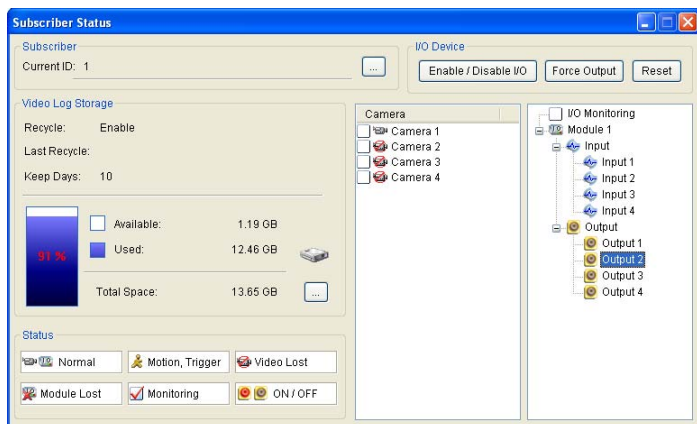 Subscriber Status
Subscriber
Current ID: 1
...
I/O Device
Enable / Disable I/O
Force Output
Reset
Video Log Storage
Recycle: Enable
Last Recycle:
Keep Days: 10
91 %
Available: 1.19 GB
Used: 12.46 GB
Total Space: 13.65 GB
...
Status
Normal
Motion, Trigger
Video Lost
Module Lost
Monitoring
ON / OFF
Camera
Camera 1
Camera 2
Camera 3
Camera 4
I/O Monitoring
Module 1
Input
Input 1
Input 2
Input 3
Input 4
Output
Output 1
Output 2
Output 3
Output 4